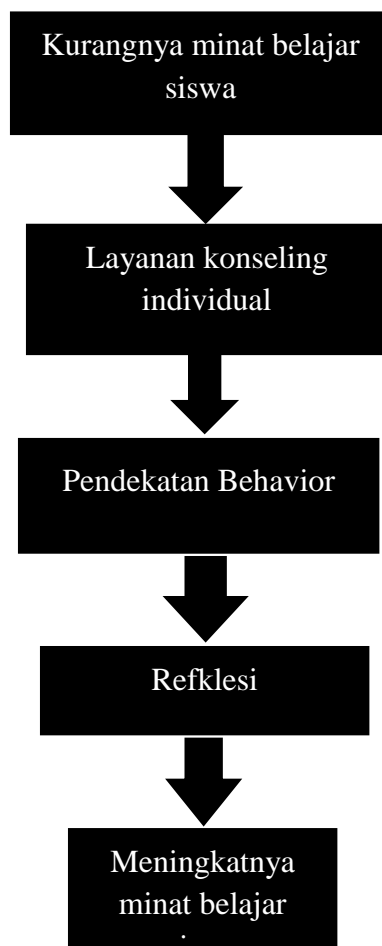 Kurangnya minat belajar
siswa
Layanan konseling
individual
Pendekatan Behavior
Refklesi
Meningkatnya
minat belajar